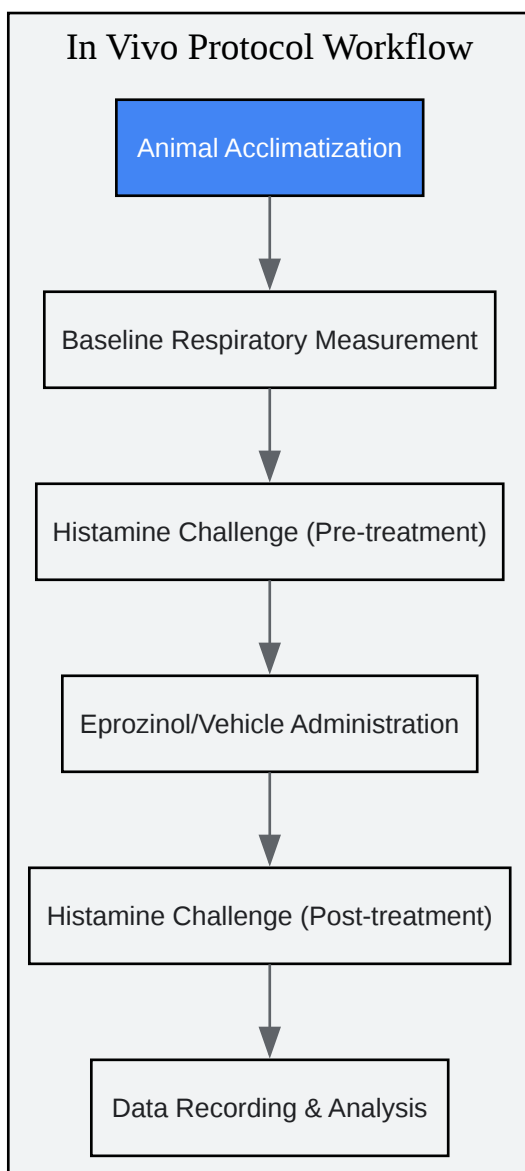 In Vivo Protocol Workflow
Animal Acclimatization
Baseline Respiratory Measurement
Histamine Challenge (Pre-treatment)
Eprozinol/Vehicle Administration
Histamine Challenge (Post-treatment)
Data Recording & Analysis